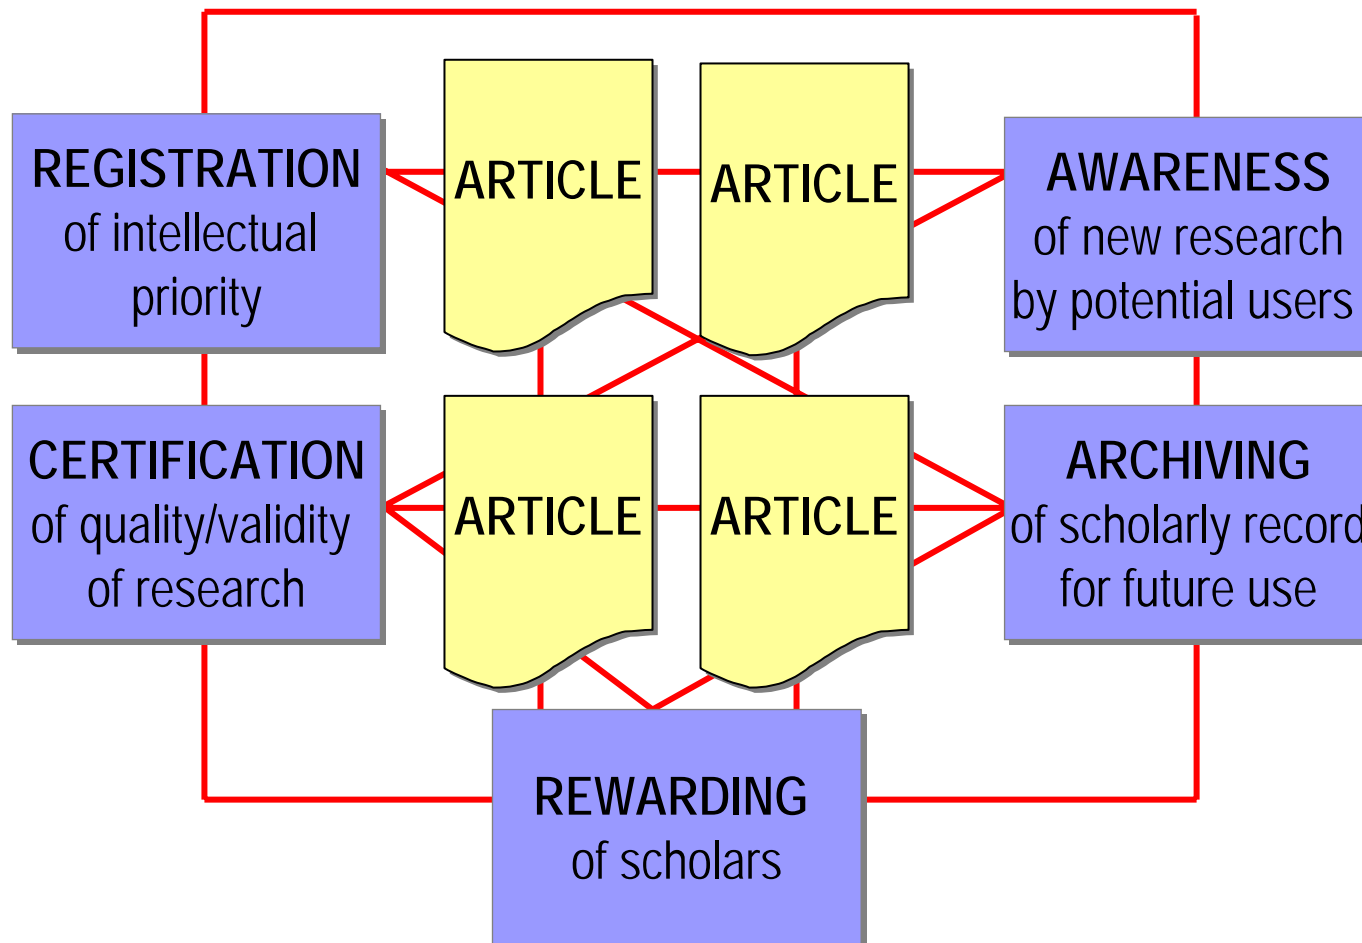 REGISTRATION
of intellectual
priority
ARTICLE
ARTICLE
AWARENESS
of new research
by potential users
CERTIFICATION
of quality/validity
of research
ARTICLE
ARTICLE
ARCHIVING
of scholarly record
for future use
REWARDING
of scholars